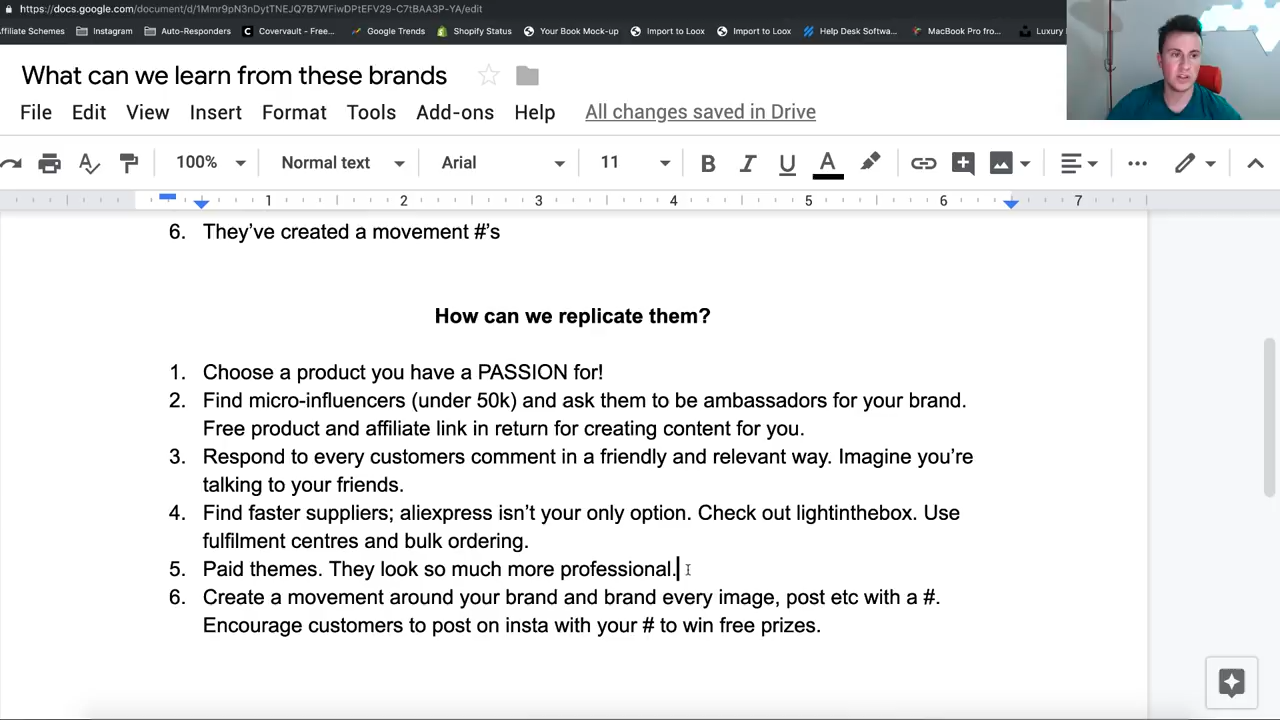 https://docs.google.com/document/d/1Mmr9pN3nDytTNEJQ7B7WFiwDPtEFV29-C7tBAA3P-YA/edit
ffiliate Schemes Instagram Auto-Responders Covervault - Free... Google Trends Shopify Status Your Book Mock-up Import to Loox Import to Loox Help Desk Softwa... MacBook Pro fro... Luxury
What can we learn from these brands
File Edit View Insert Format Tools Add-ons Help All changes saved in Drive
100% Normal text Arial 11 B I U A
1 2 3 4 5 6 7
6. They’ve created a movement #’s
How can we replicate them?
1. Choose a product you have a PASSION for!
2. Find micro-influencers (under 50k) and ask them to be ambassadors for your brand.
Free product and affiliate link in return for creating content for you.
3. Respond to every customers comment in a friendly and relevant way. Imagine you’re
talking to your friends.
4. Find faster suppliers; aliexpress isn’t your only option. Check out lightinthebox. Use
fulfilment centres and bulk ordering.
5. Paid themes. They look so much more professional.
6. Create a movement around your brand and brand every image, post etc with a #.
Encourage customers to post on insta with your # to win free prizes.